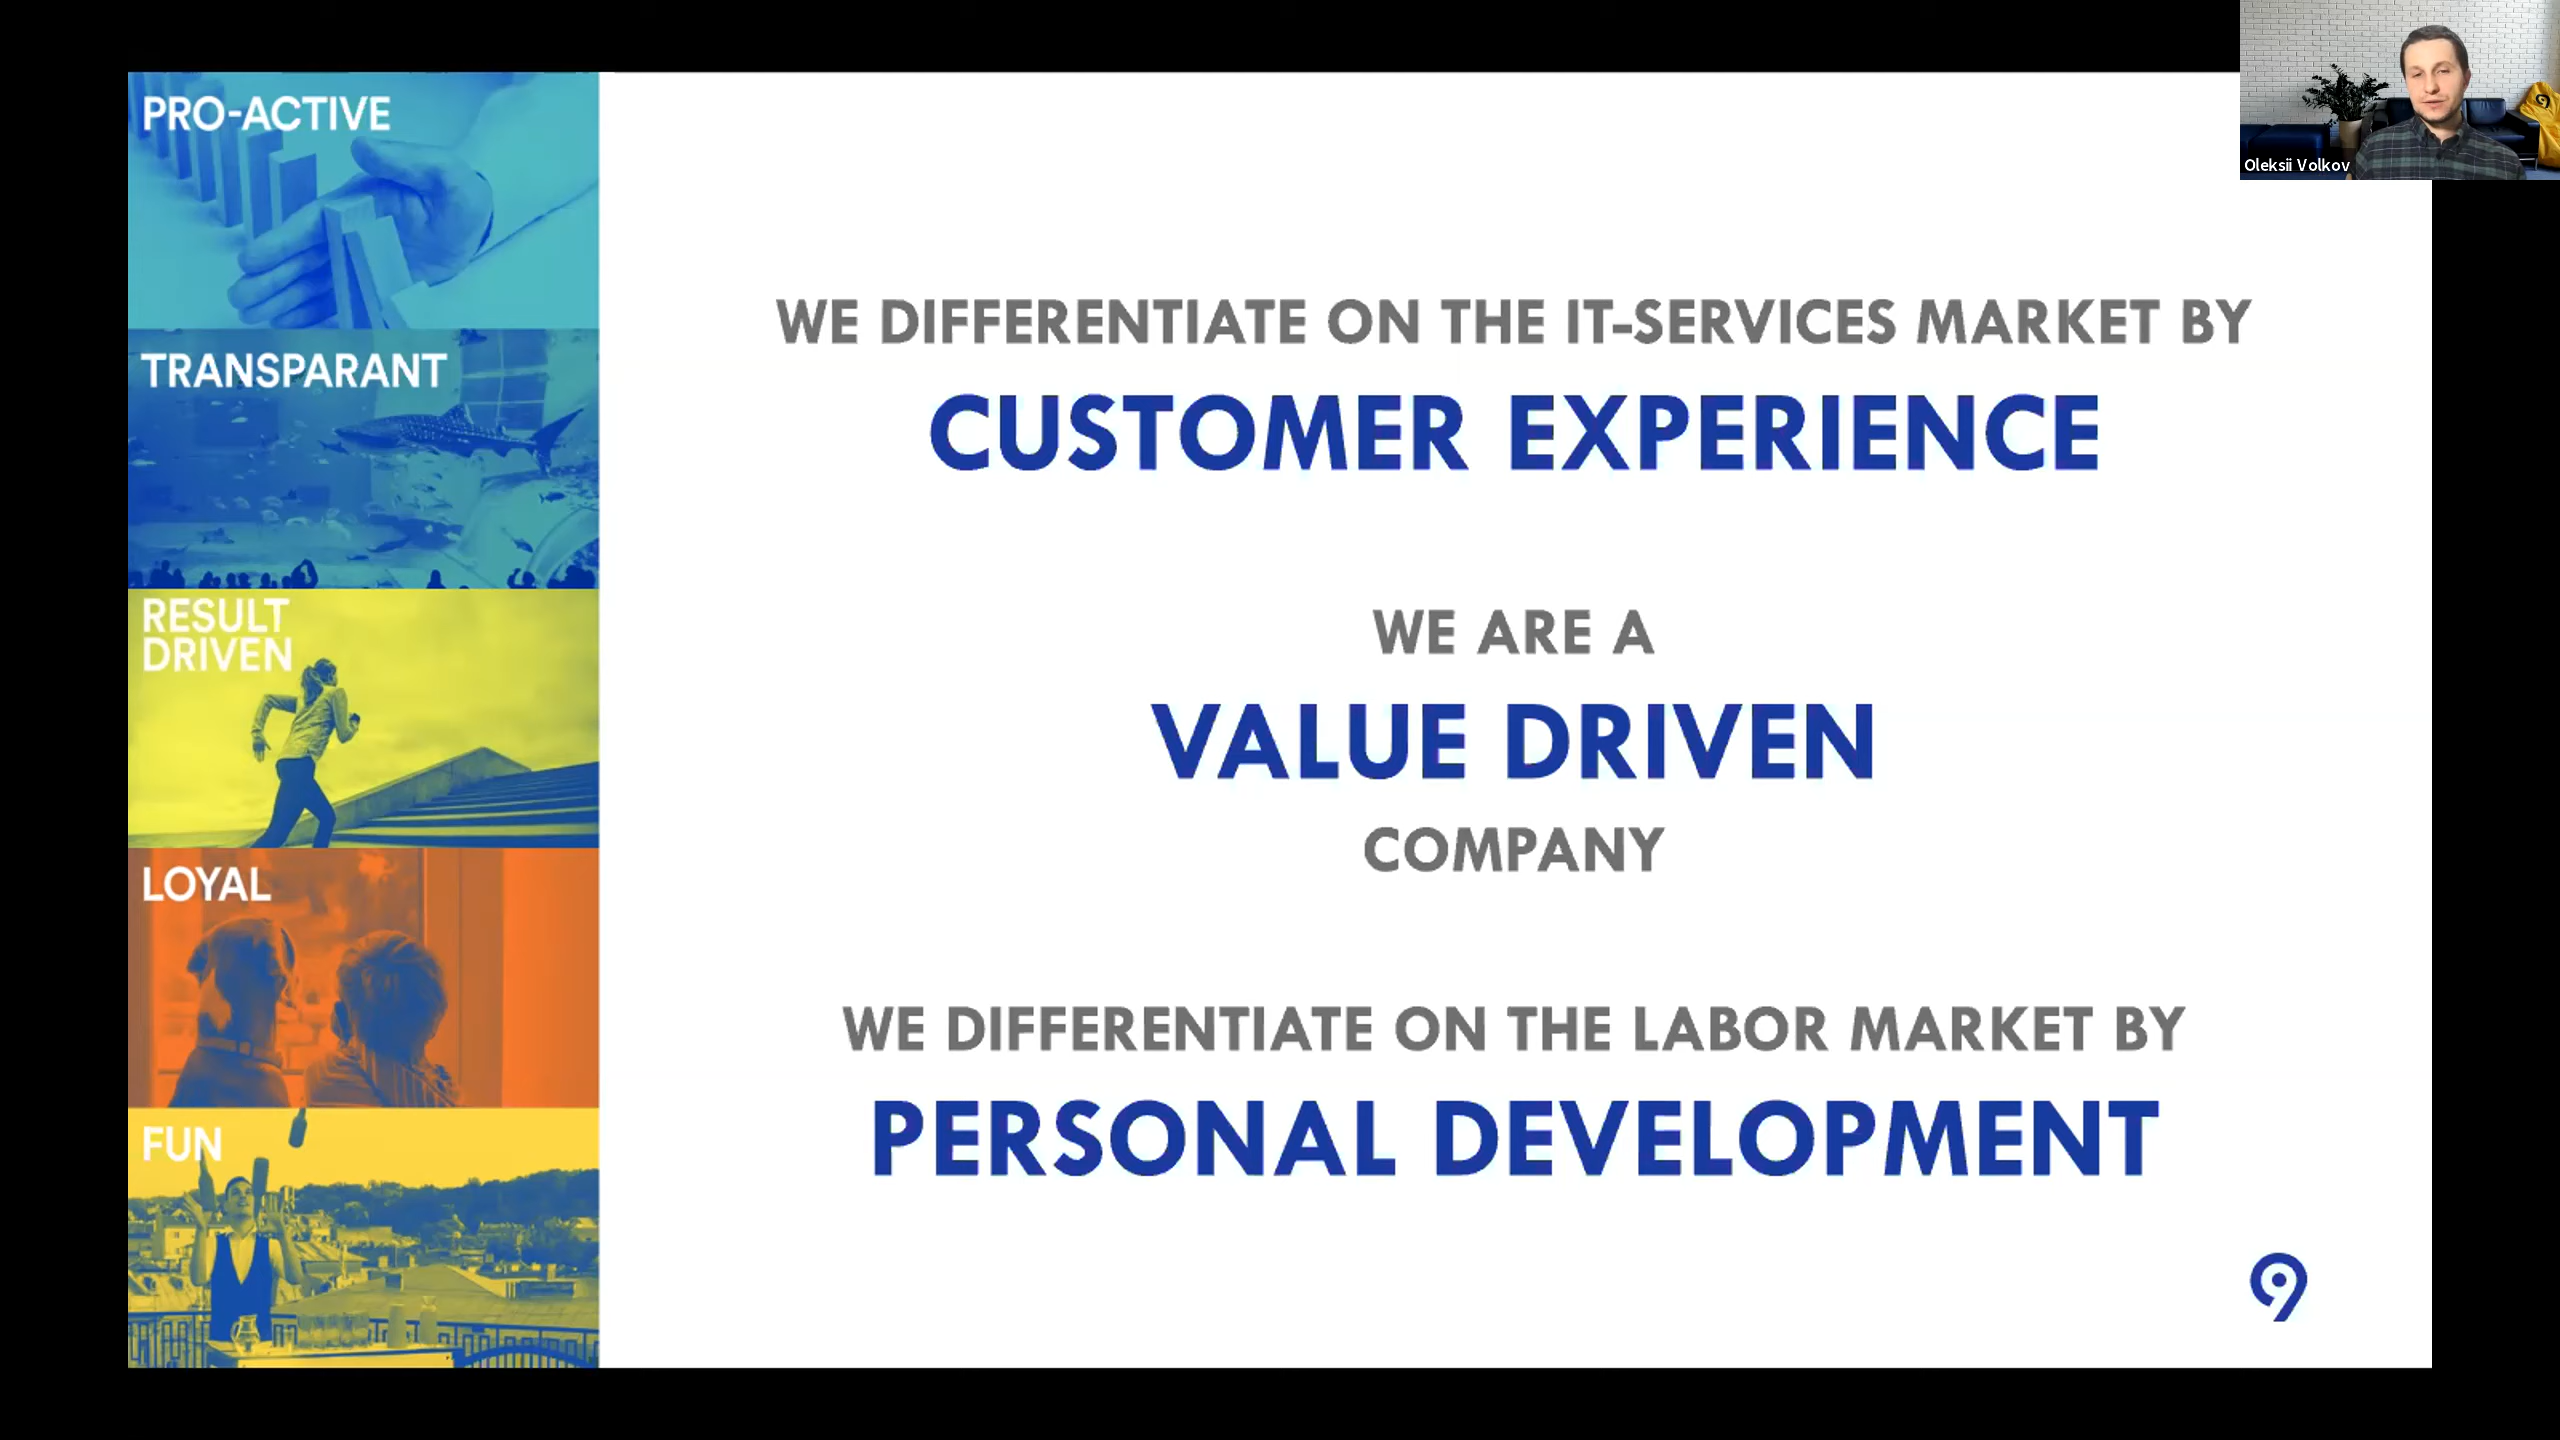 PRO-ACTIVE
TRANSPARANT
RESULT
DRIVEN
LOYAL
FUN
WE DIFFERENTIATE ON THE IT-SERVICES MARKET BY
CUSTOMER EXPERIENCE
WE ARE A
VALUE DRIVEN
COMPANY
WE DIFFERENTIATE ON THE LABOR MARKET BY
PERSONAL DEVELOPMENT
9
Oleksii Volkov